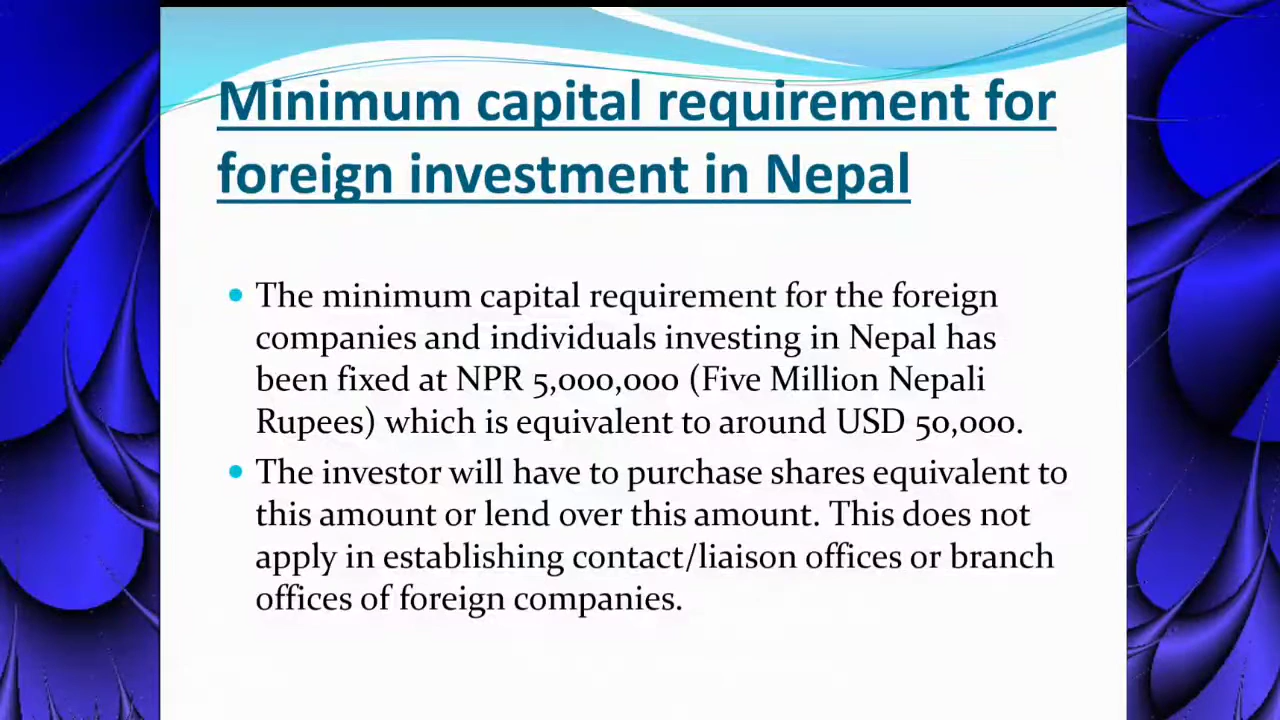 Minimum capital requirement for
foreign investment in Nepal
• The minimum capital requirement for the foreign
companies and individuals investing in Nepal has
been fixed at NPR 5,000,000 (Five Million Nepali
Rupees) which is equivalent to around USD 50,000.
• The investor will have to purchase shares equivalent to
this amount or lend over this amount. This does not
apply in establishing contact/liaison offices or branch
offices of foreign companies.